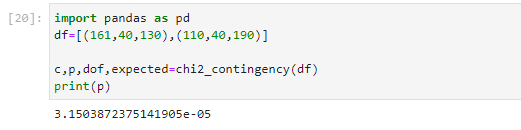 [20]: import pandas as pd
df=[(161,40,130),(110,40,190)]
c,p,dof,expected=chi2_contingency(df)
print(p)
3.1503872375141905e-05